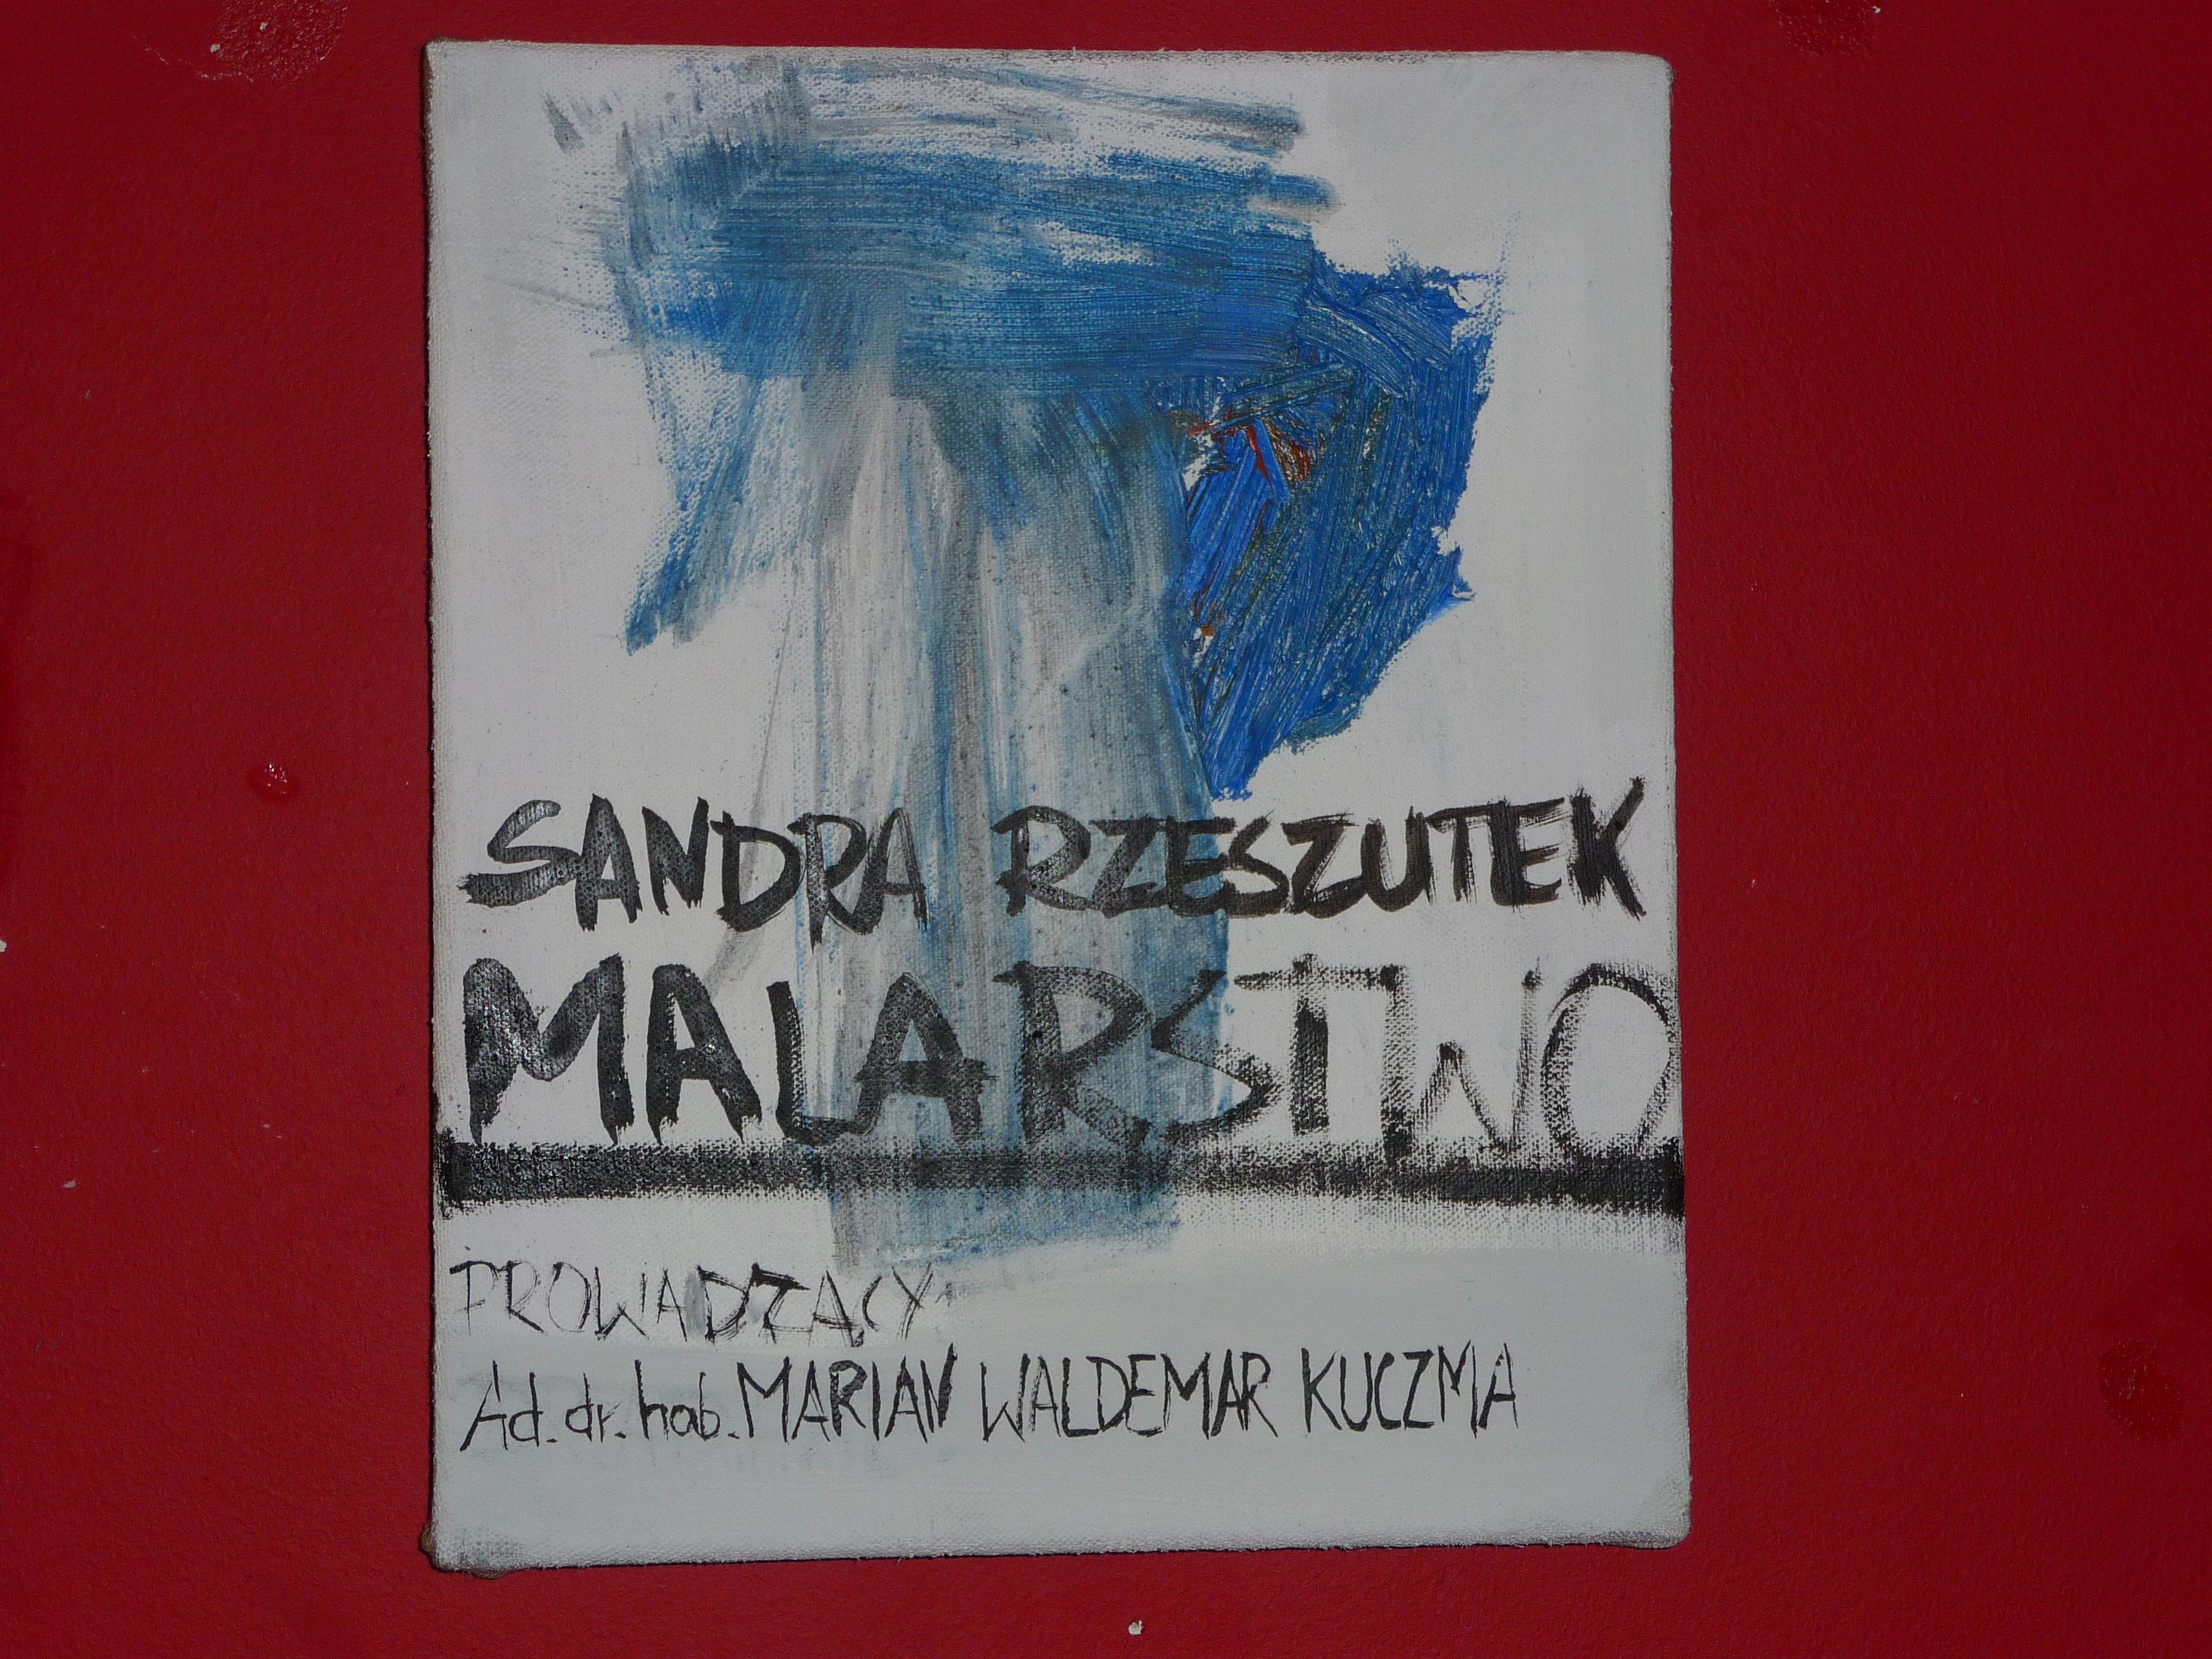 SANDRA RZESZUTEK
MALARSTWO
PROWADZĄCY
Ad. dr. hab. MARIAN WALDEMAR KUCZMA